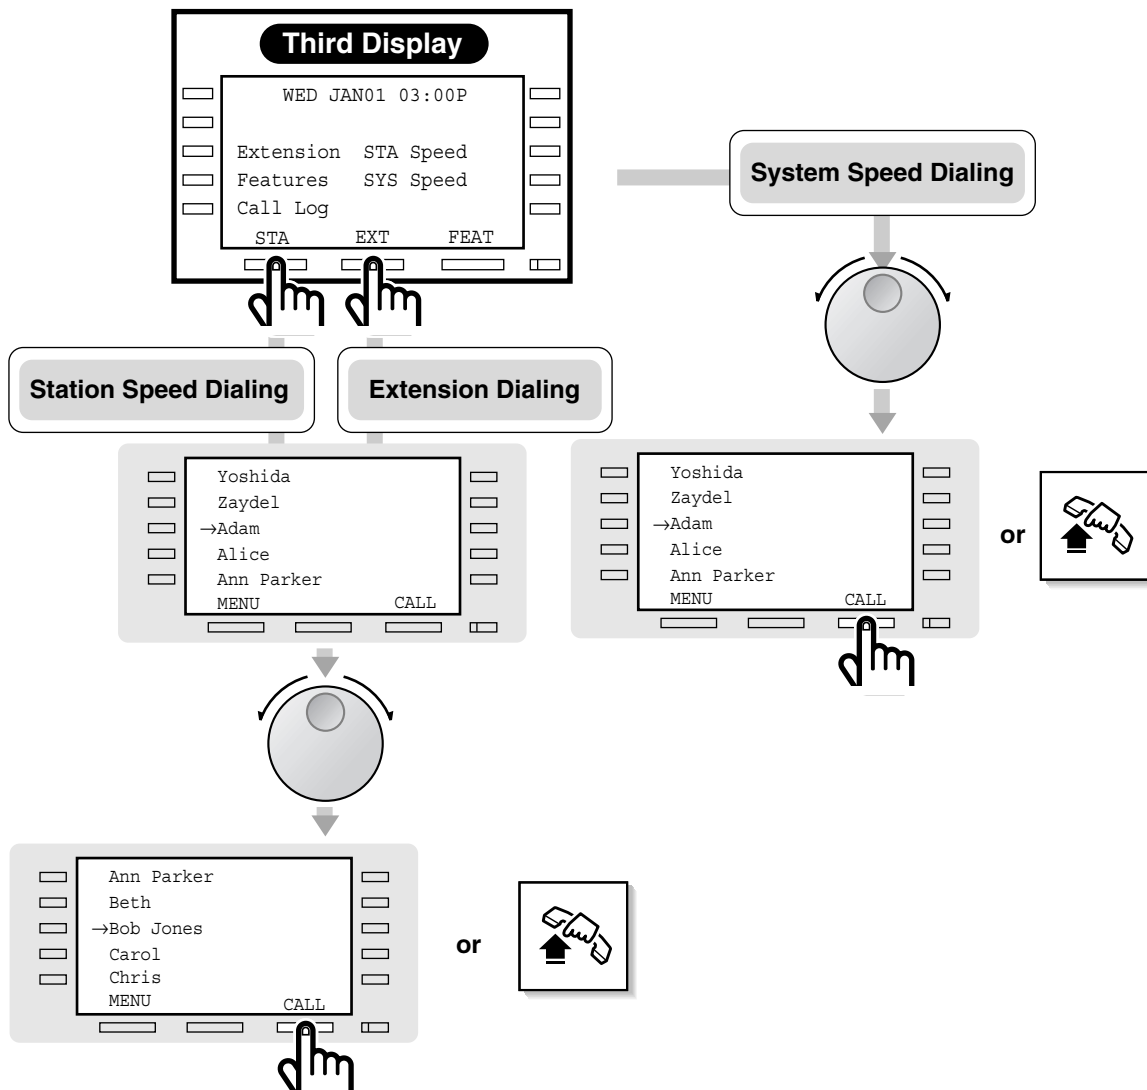 Third Display
WED JAN01 03:00P
Extension STA Speed
Features SYS Speed
Call Log
STA EXT FEAT
System Speed Dialing
Station Speed Dialing
Extension Dialing
Yoshida
Zaydel
→Adam
Alice
Ann Parker
MENU CALL
Yoshida
Zaydel
→Adam
Alice
Ann Parker
MENU CALL
or
Ann Parker
Beth
→Bob Jones
Carol
Chris
MENU CALL
or